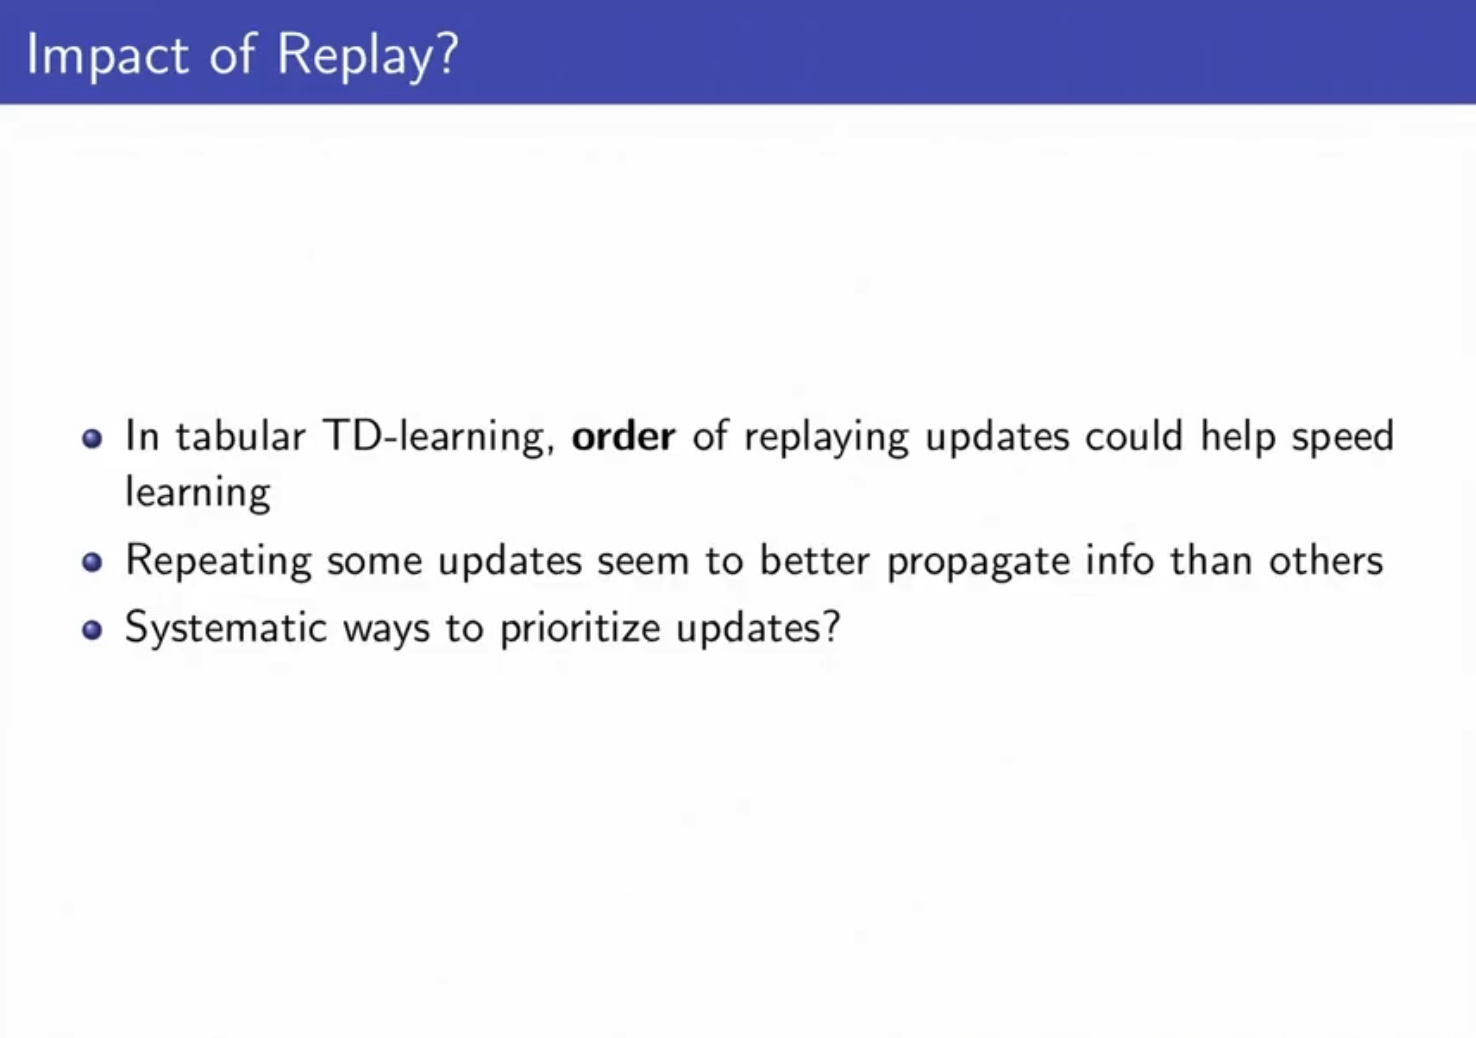 Impact of Replay?
In tabular TD-learning, order of replaying updates could help speed
learning
Repeating some updates seem to better propagate info than others
Systematic ways to prioritize updates?